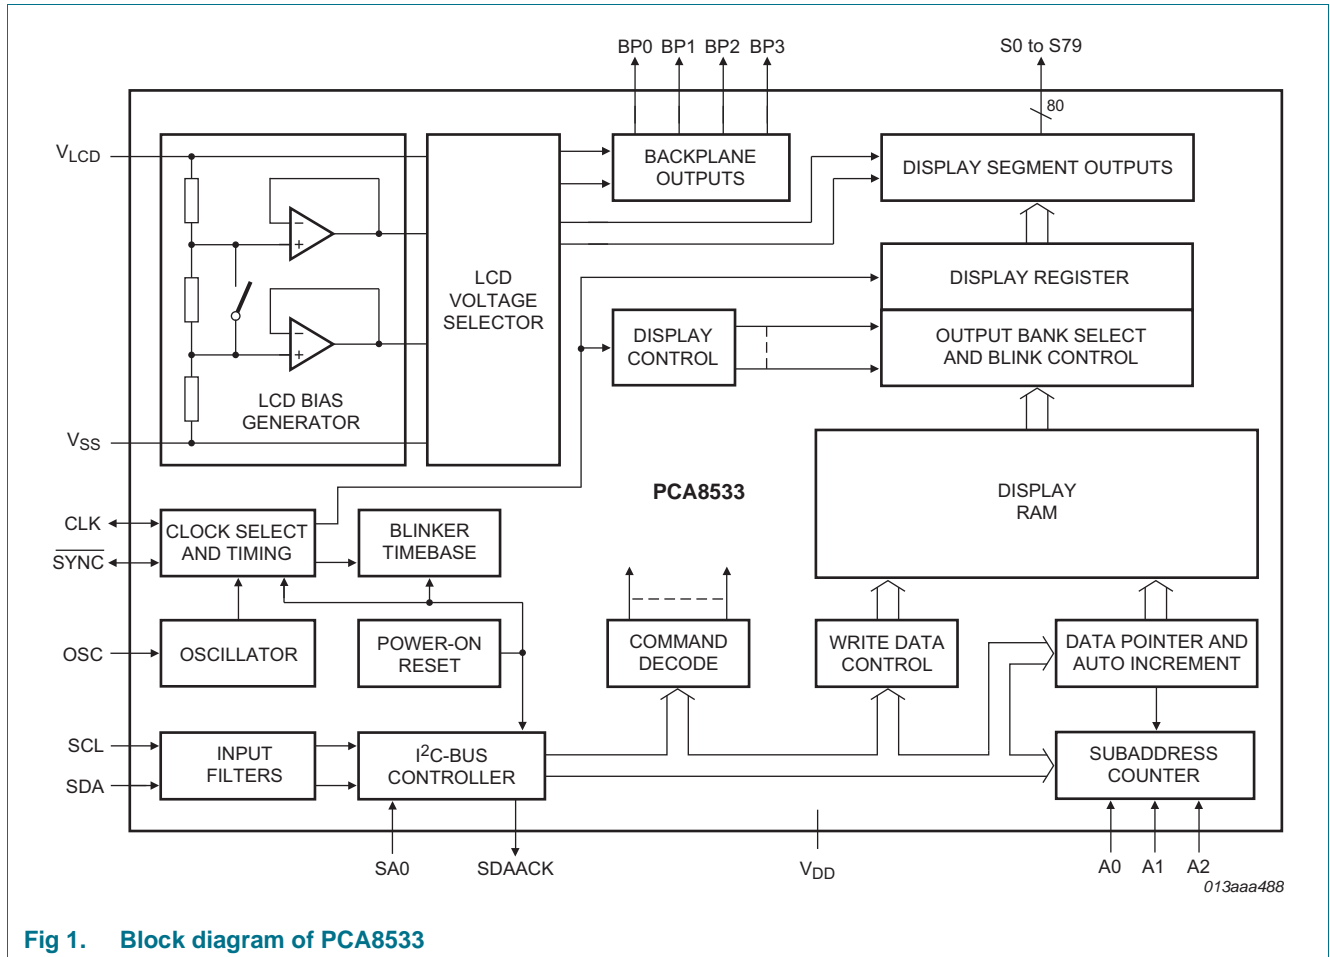 BP0 BP1 BP2 BP3
S0 to S79
80
VLCD
BACKPLANE
OUTPUTS
DISPLAY SEGMENT OUTPUTS
LCD
VOLTAGE
SELECTOR
DISPLAY REGISTER
DISPLAY
CONTROL
OUTPUT BANK SELECT
AND BLINK CONTROL
LCD BIAS
GENERATOR
VSS
PCA8533
DISPLAY
RAM
CLK
SYNC
CLOCK SELECT
AND TIMING
BLINKER
TIMEBASE
OSC
OSCILLATOR
POWER-ON
RESET
COMMAND
DECODE
WRITE DATA
CONTROL
DATA POINTER AND
AUTO INCREMENT
SCL
SDA
INPUT
FILTERS
I2C-BUS
CONTROLLER
SUBADDRESS
COUNTER
SA0
SDAACK
VDD
A0 A1 A2
013aaa488
Fig 1. Block diagram of PCA8533
- + - +